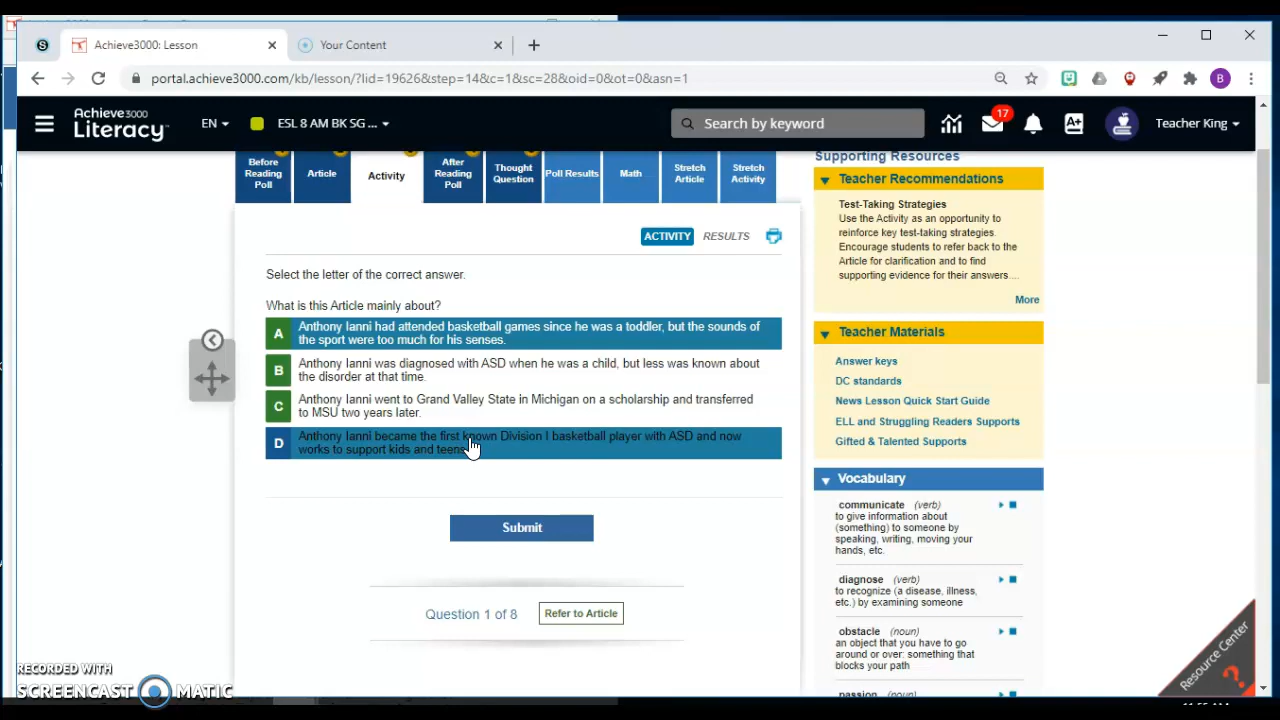 Achieve3000: Lesson
Your Content
portal.achieve3000.com/kb/lesson/?lid=19626&step=14&c=1&sc=28&oid=0&ot=0&asn=1
B
Achieve3000
Literacy
EN
ESL 8 AM BK SG ...
Search by keyword
17
A+
Teacher King
Before
Reading
Poll
Article
Activity
After
Reading
Poll
Thought
Question
Poll Results
Math
Stretch
Article
Stretch
Activity
ACTIVITY
RESULTS
Select the letter of the correct answer.
What is this Article mainly about?
A
Anthony Ianni had attended basketball games since he was a toddler, but the sounds of
the sport were too much for his senses.
B
Anthony Ianni was diagnosed with ASD when he was a child, but less was known about
the disorder at that time.
C
Anthony Ianni went to Grand Valley State in Michigan on a scholarship and transferred
to MSU two years later.
D
Anthony Ianni became the first known Division I basketball player with ASD and now
works to support kids and teens
Submit
Question 1 of 8
Refer to Article
Supporting Resources
Teacher Recommendations
Test-Taking Strategies
Use the Activity as an opportunity to
reinforce key test-taking strategies.
Encourage students to refer back to the
Article for clarification and to find
supporting evidence for their answers....
More
Teacher Materials
Answer keys
DC standards
News Lesson Quick Start Guide
ELL and Struggling Readers Supports
Gifted & Talented Supports
Vocabulary
communicate (verb)
to give information about
(something) to someone by
speaking, writing, moving your
hands, etc.
diagnose (verb)
to recognize (a disease, illness,
etc.) by examining someone
obstacle (noun)
an object that you have to go
around or over: something that
blocks your path
passion (noun)
Resource Center
RECORDED WITH
SCREENCAST MATIC